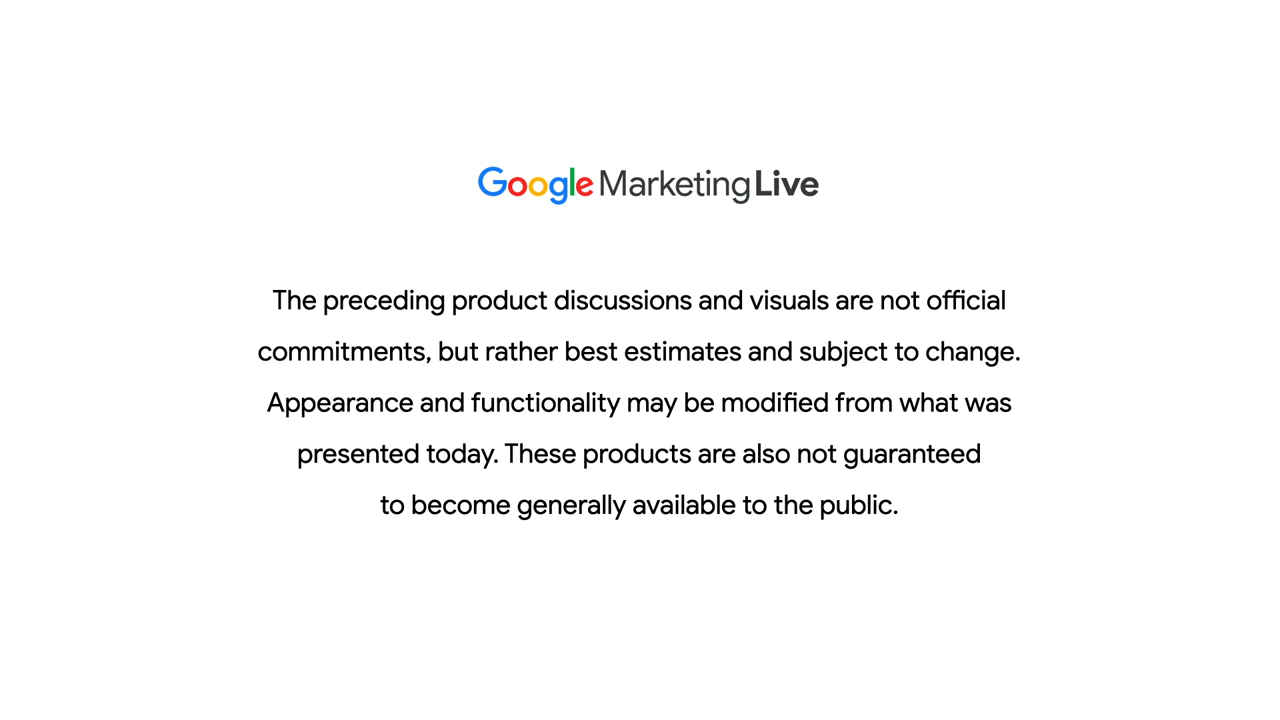 Google Marketing Live
The preceding product discussions and visuals are not official
commitments, but rather best estimates and subject to change.
Appearance and functionality may be modified from what was
presented today. These products are also not guaranteed
to become generally available to the public.